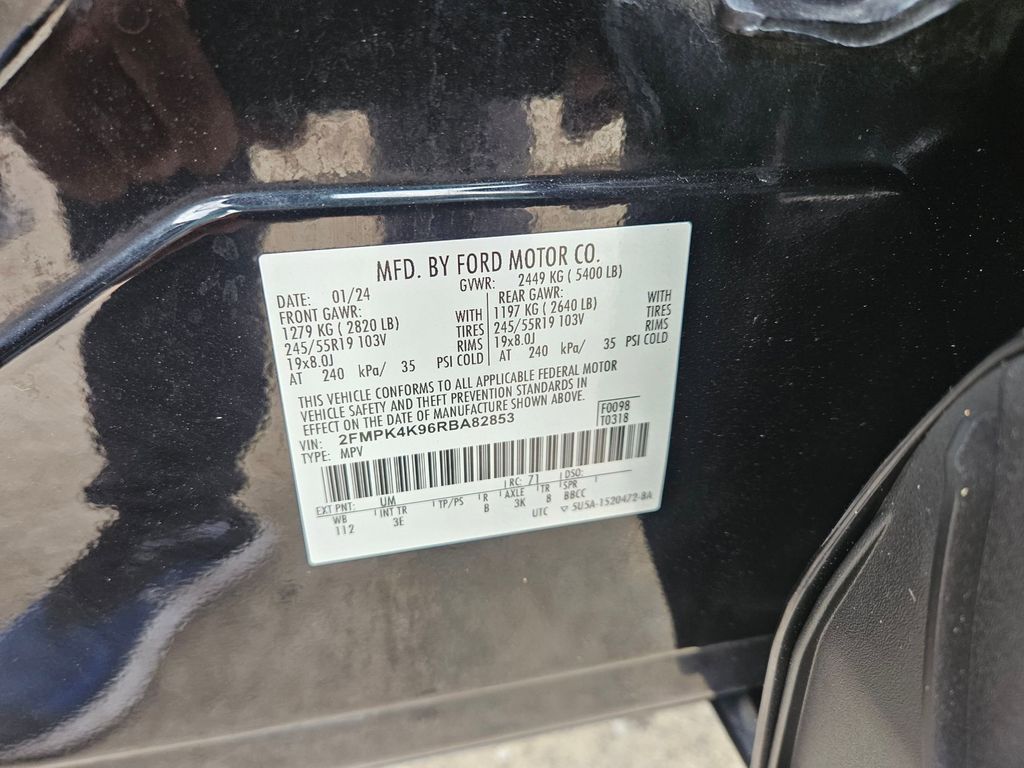 MFD. BY FORD MOTOR CO.
DATE: 01/24 GVWR: 2449 KG ( 5400 LB)
FRONT GAWR: REAR GAWR:
1279 KG ( 2820 LB) WITH 1197 KG ( 2640 LB) WITH
245/55R19 103V TIRES 245/55R19 103V TIRES
19x8.0J RIMS 19x8.0J RIMS
AT 240 kPa/ 35 PSI COLD AT 240 kPa/ 35 PSI COLD
THIS VEHICLE CONFORMS TO ALL APPLICABLE FEDERAL MOTOR
VEHICLE SAFETY AND THEFT PREVENTION STANDARDS IN
EFFECT ON THE DATE OF MANUFACTURE SHOWN ABOVE.
VIN: 2FMPK4K96RBA82853 F0098
TYPE: MPV T0318
EXT PNT: UM RC: 71 DSO:
WB INT TR TP/PS R AXLE TR SPR
112 3E B 3K B BBCC
UTC ▽ 5U5A-1520472-BA